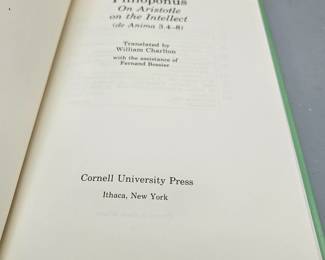 Philoponus
On Aristotle
on the Intellect
(de Anima 3.4-8)
Translated by
William Charlton
with the assistance of
Fernand Bossier
Cornell University Press
Ithaca, New York